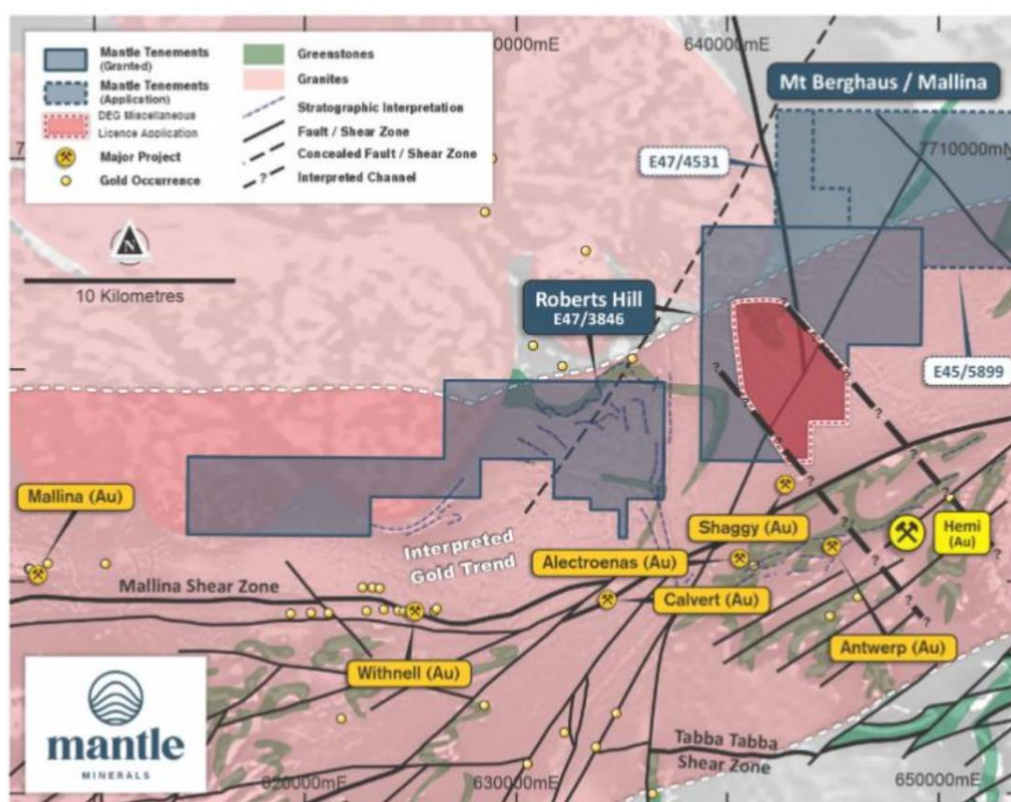 Mantle Tenements
(Granted)
Mantle Tenements
(Application)
DEG Miscellaneous
Licence Application
Major Project
Gold Occurrence
Greenstones
Granites
Stratographic Interpretation
Fault / Shear Zone
Concealed Fault / Shear Zone
Interpreted Channel
?
0000mE
640000mE
Mt Berghaus / Mallina
E47/4531
7710000mN
7
N
10 Kilometres
Roberts Hill
E47/3846
E45/5899
?
?
?
?
?
?
?
?
?
Mallina (Au)
Interpreted
Gold Trend
Shaggy (Au)
Hemi
(Au)
Alectroenas (Au)
Mallina Shear Zone
Calvert (Au)
Antwerp (Au)
Withnell (Au)
mantle
MINERALS
Tabba Tabba
Shear Zone
620000mE
630000mE
650000mE